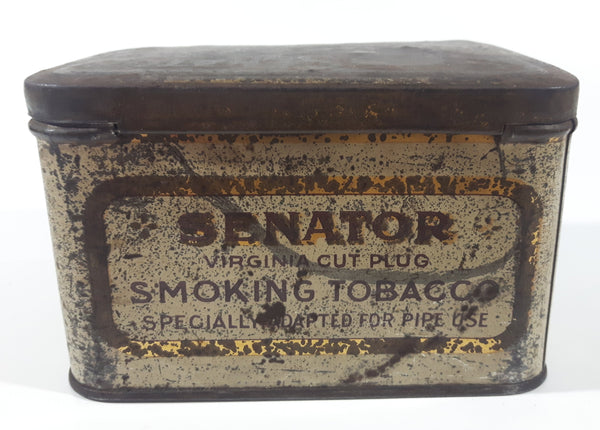 SENATOR
VIRGINIA CUT PLUG
SMOKING TOBACCO
SPECIALLY ADAPTED FOR PIPE USE